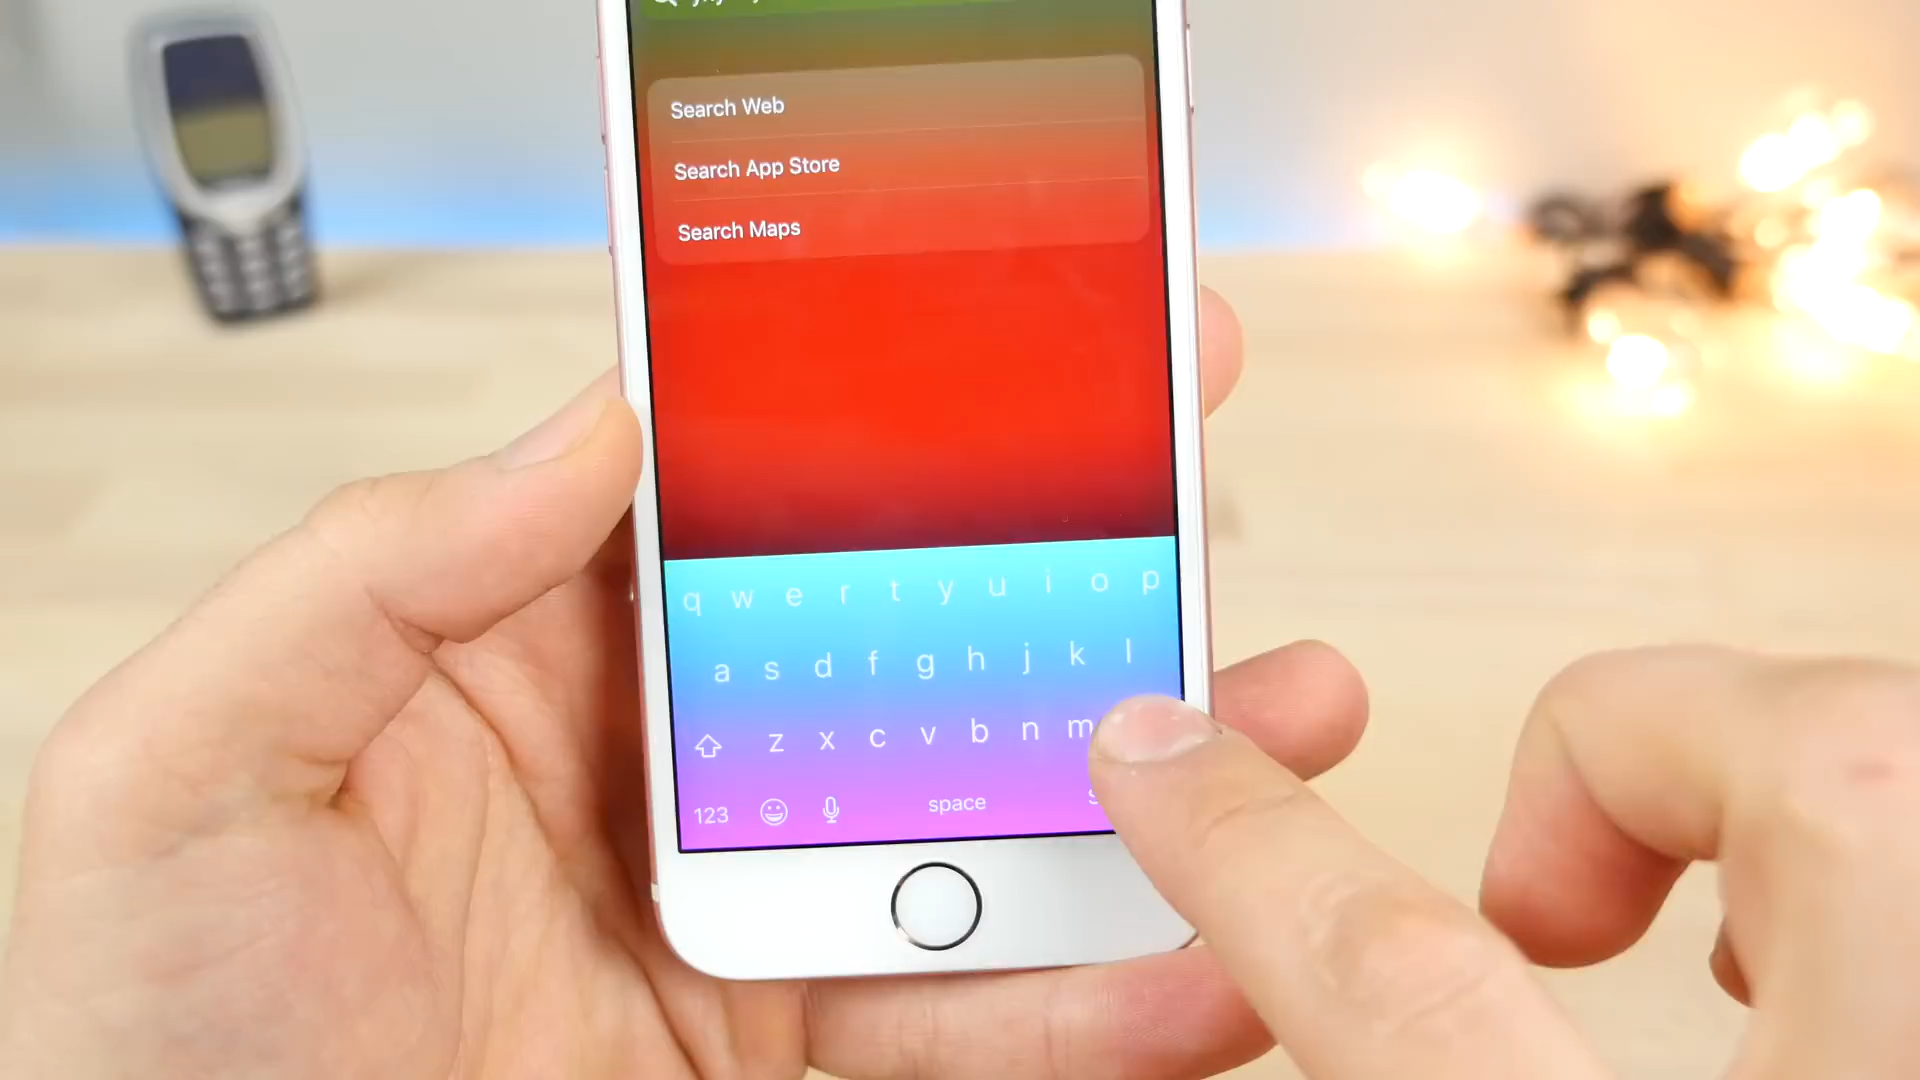 Search Web
Search App Store
Search Maps
q w e r t y u i o p
a s d f g h j k l
z x c v b n m
123 space